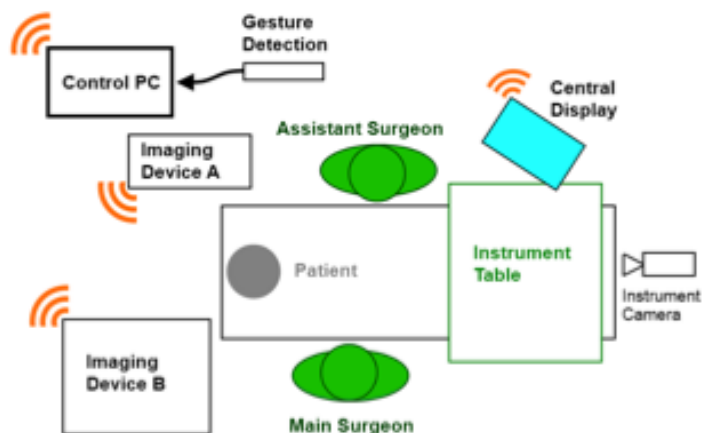 Gesture
Detection
Control PC
Central
Display
Assistant Surgeon
Imaging
Device A
Instrument
Table
Patient
Instrument
Camera
Imaging
Device B
Main Surgeon